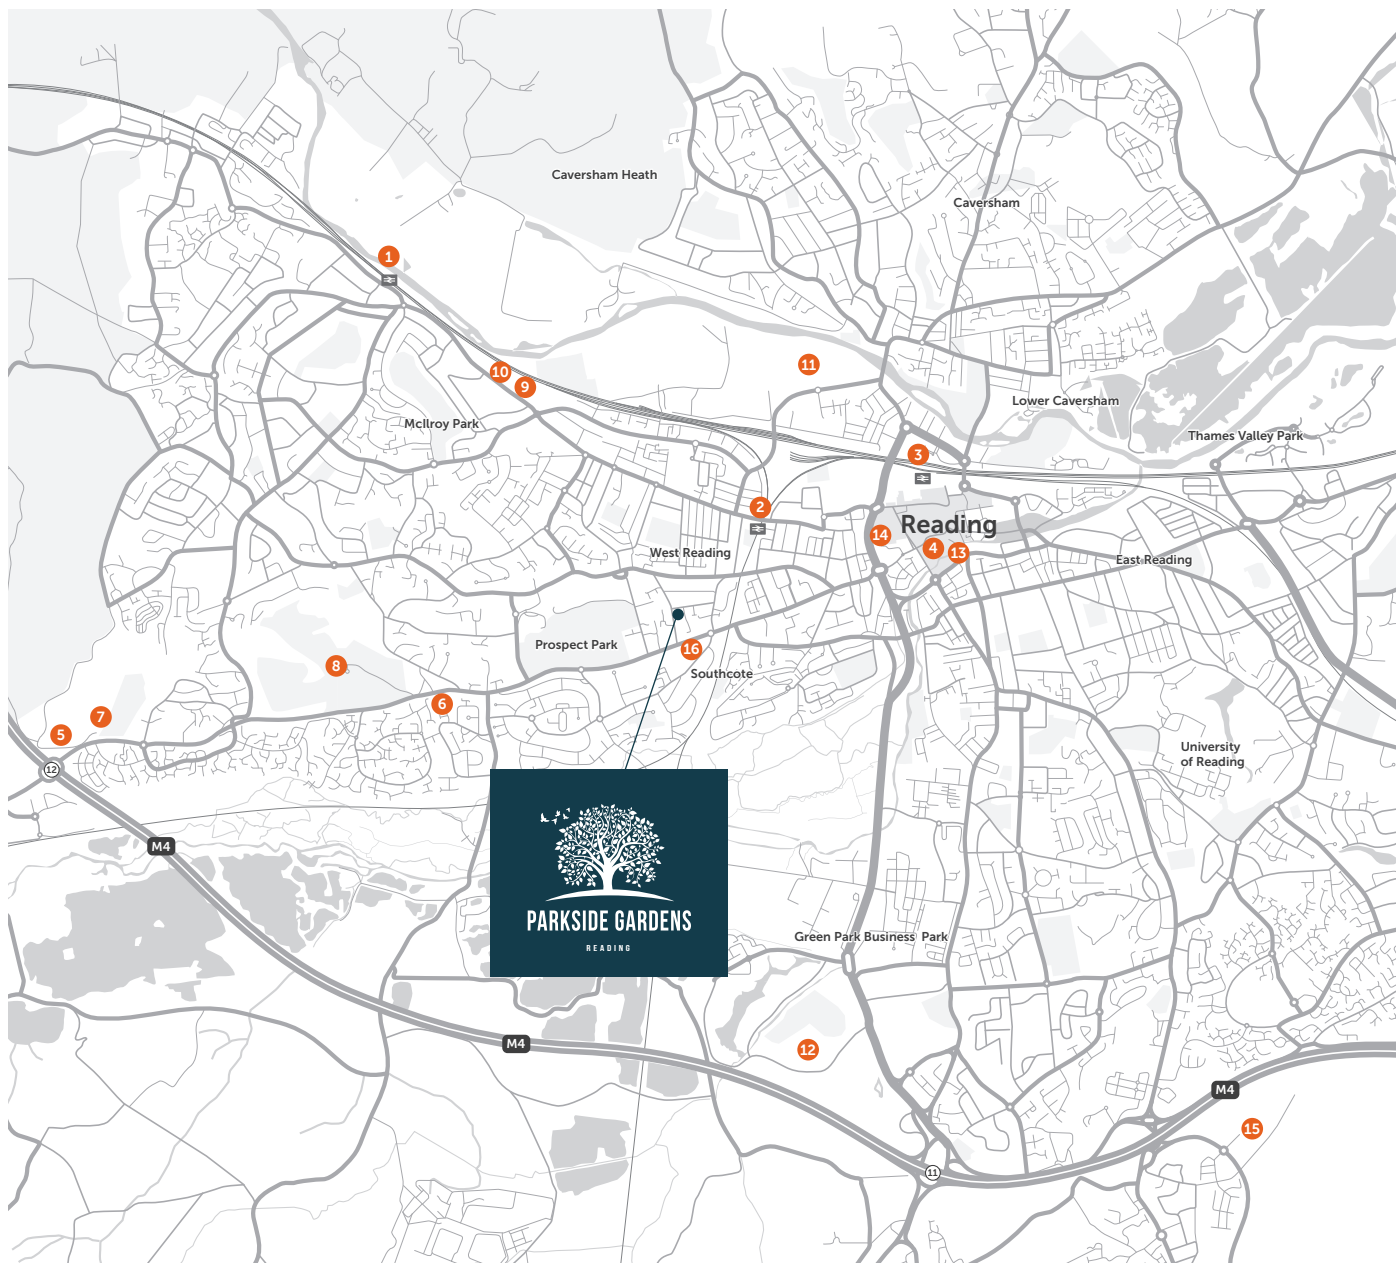 Caversham Heath
Caversham
1
11
10
9
Lower Caversham
McIlroy Park
Thames Valley Park
3
2
Reading
14
4
13
West Reading
East Reading
Prospect Park
16
8
Southcote
6
7
5
University
of Reading
12
M4
PARKSIDE GARDENS
READING
Green Park Business Park
M4
12
M4
15
11